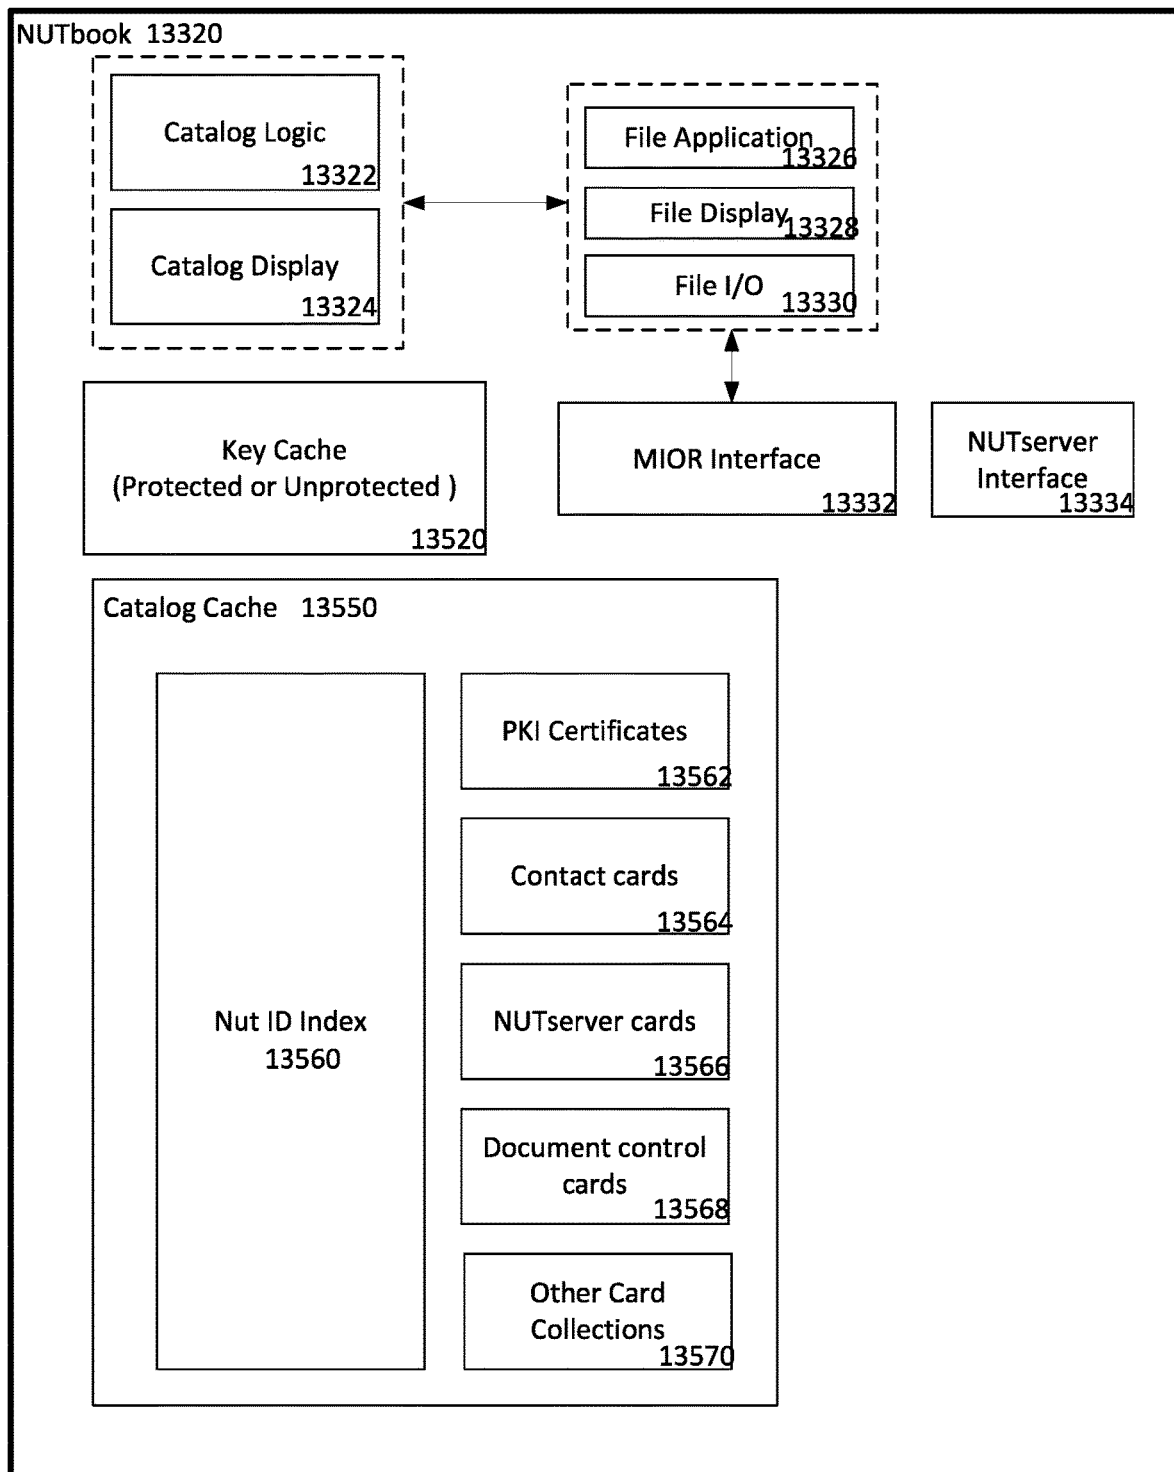 NUTbook 13320
Catalog Logic
13322
Catalog Display
13324
File Application
13326
File Display
13328
File I/O
13330
Key Cache
(Protected or Unprotected )
13520
MIOR Interface
13332
NUTserver
Interface
13334
Catalog Cache 13550
Nut ID Index
13560
PKI Certificates
13562
Contact cards
13564
NUTserver cards
13566
Document control
cards
13568
Other Card
Collections
13570